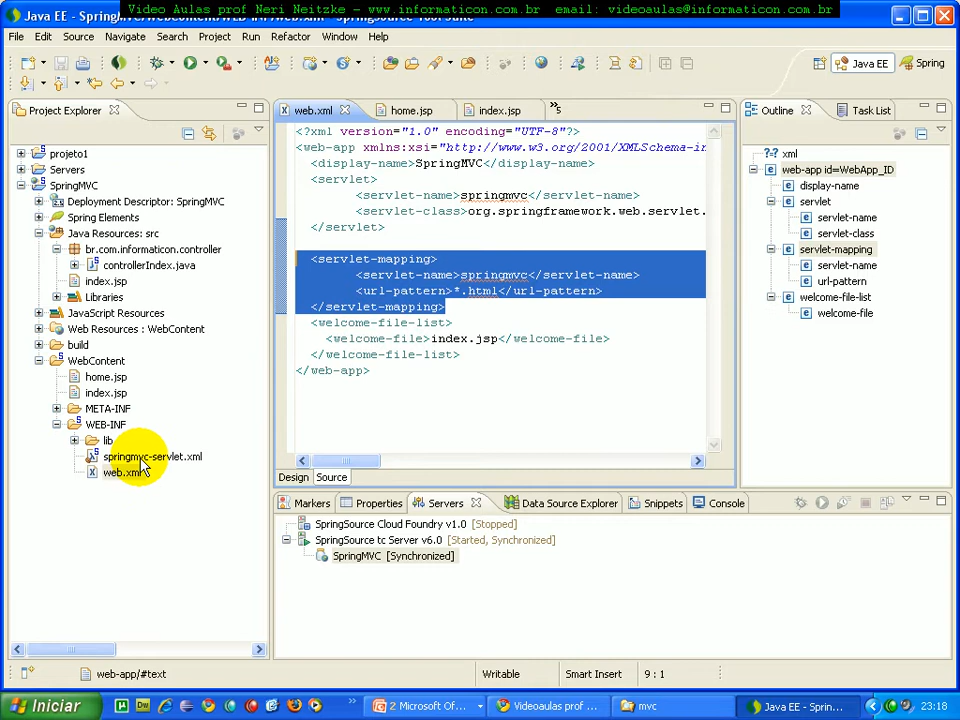 Video Aulas prof Neri Neitzke – www.informaticon.com.br email: videoaulas@informaticon.com.br
File Edit Source Navigate Search Project Run Refactor Window Help
Java EE Spring
Project Explorer
projeto1
Servers
SpringMVC
Deployment Descriptor: SpringMVC
Spring Elements
Java Resources: src
br.com.informaticon.controller
controllerIndex.java
index.jsp
Libraries
JavaScript Resources
Web Resources : WebContent
build
WebContent
home.jsp
index.jsp
META-INF
WEB-INF
lib
springmvc-servlet.xml
web.xml
web.xml home.jsp index.jsp »5
<?xml version="1.0" encoding="UTF-8"?>
<web-app xmlns:xsi="http://www.w3.org/2001/XMLSchema-in
<display-name>SpringMVC</display-name>
<servlet>
<servlet-name>springmvc</servlet-name>
<servlet-class>org.springframework.web.servlet.
</servlet>
<servlet-mapping>
<servlet-name>springmvc</servlet-name>
<url-pattern>*.html</url-pattern>
</servlet-mapping>
<welcome-file-list>
<welcome-file>index.jsp</welcome-file>
</welcome-file-list>
</web-app>
Design Source
Outline Task List
xml
web-app id=WebApp_ID
display-name
servlet
servlet-name
servlet-class
servlet-mapping
servlet-name
url-pattern
welcome-file-list
welcome-file
Markers Properties Servers Data Source Explorer Snippets Console
SpringSource Cloud Foundry v1.0 [Stopped]
SpringSource tc Server v6.0 [Started, Synchronized]
SpringMVC [Synchronized]
web-app/#text Writable Smart Insert 9 : 1
Iniciar 2 Microsoft Of... Videoaulas prof ... mvc Java EE - Sprin... 23:18